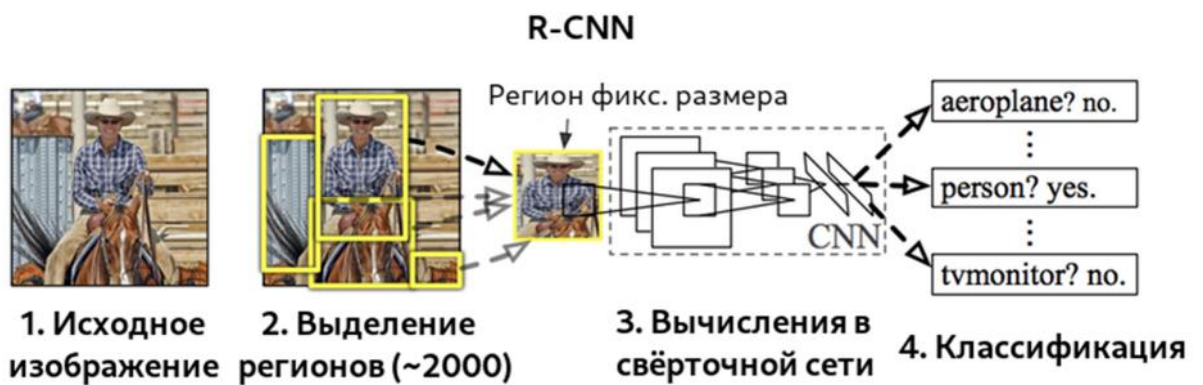 R-CNN
Регион фикс. размера
aeroplane? no.
⋮
person? yes.
⋮
tvmonitor? no.
CNN
1. Исходное
изображение
2. Выделение
регионов (~2000)
3. Вычисления в
свёрточной сети
4. Классификация